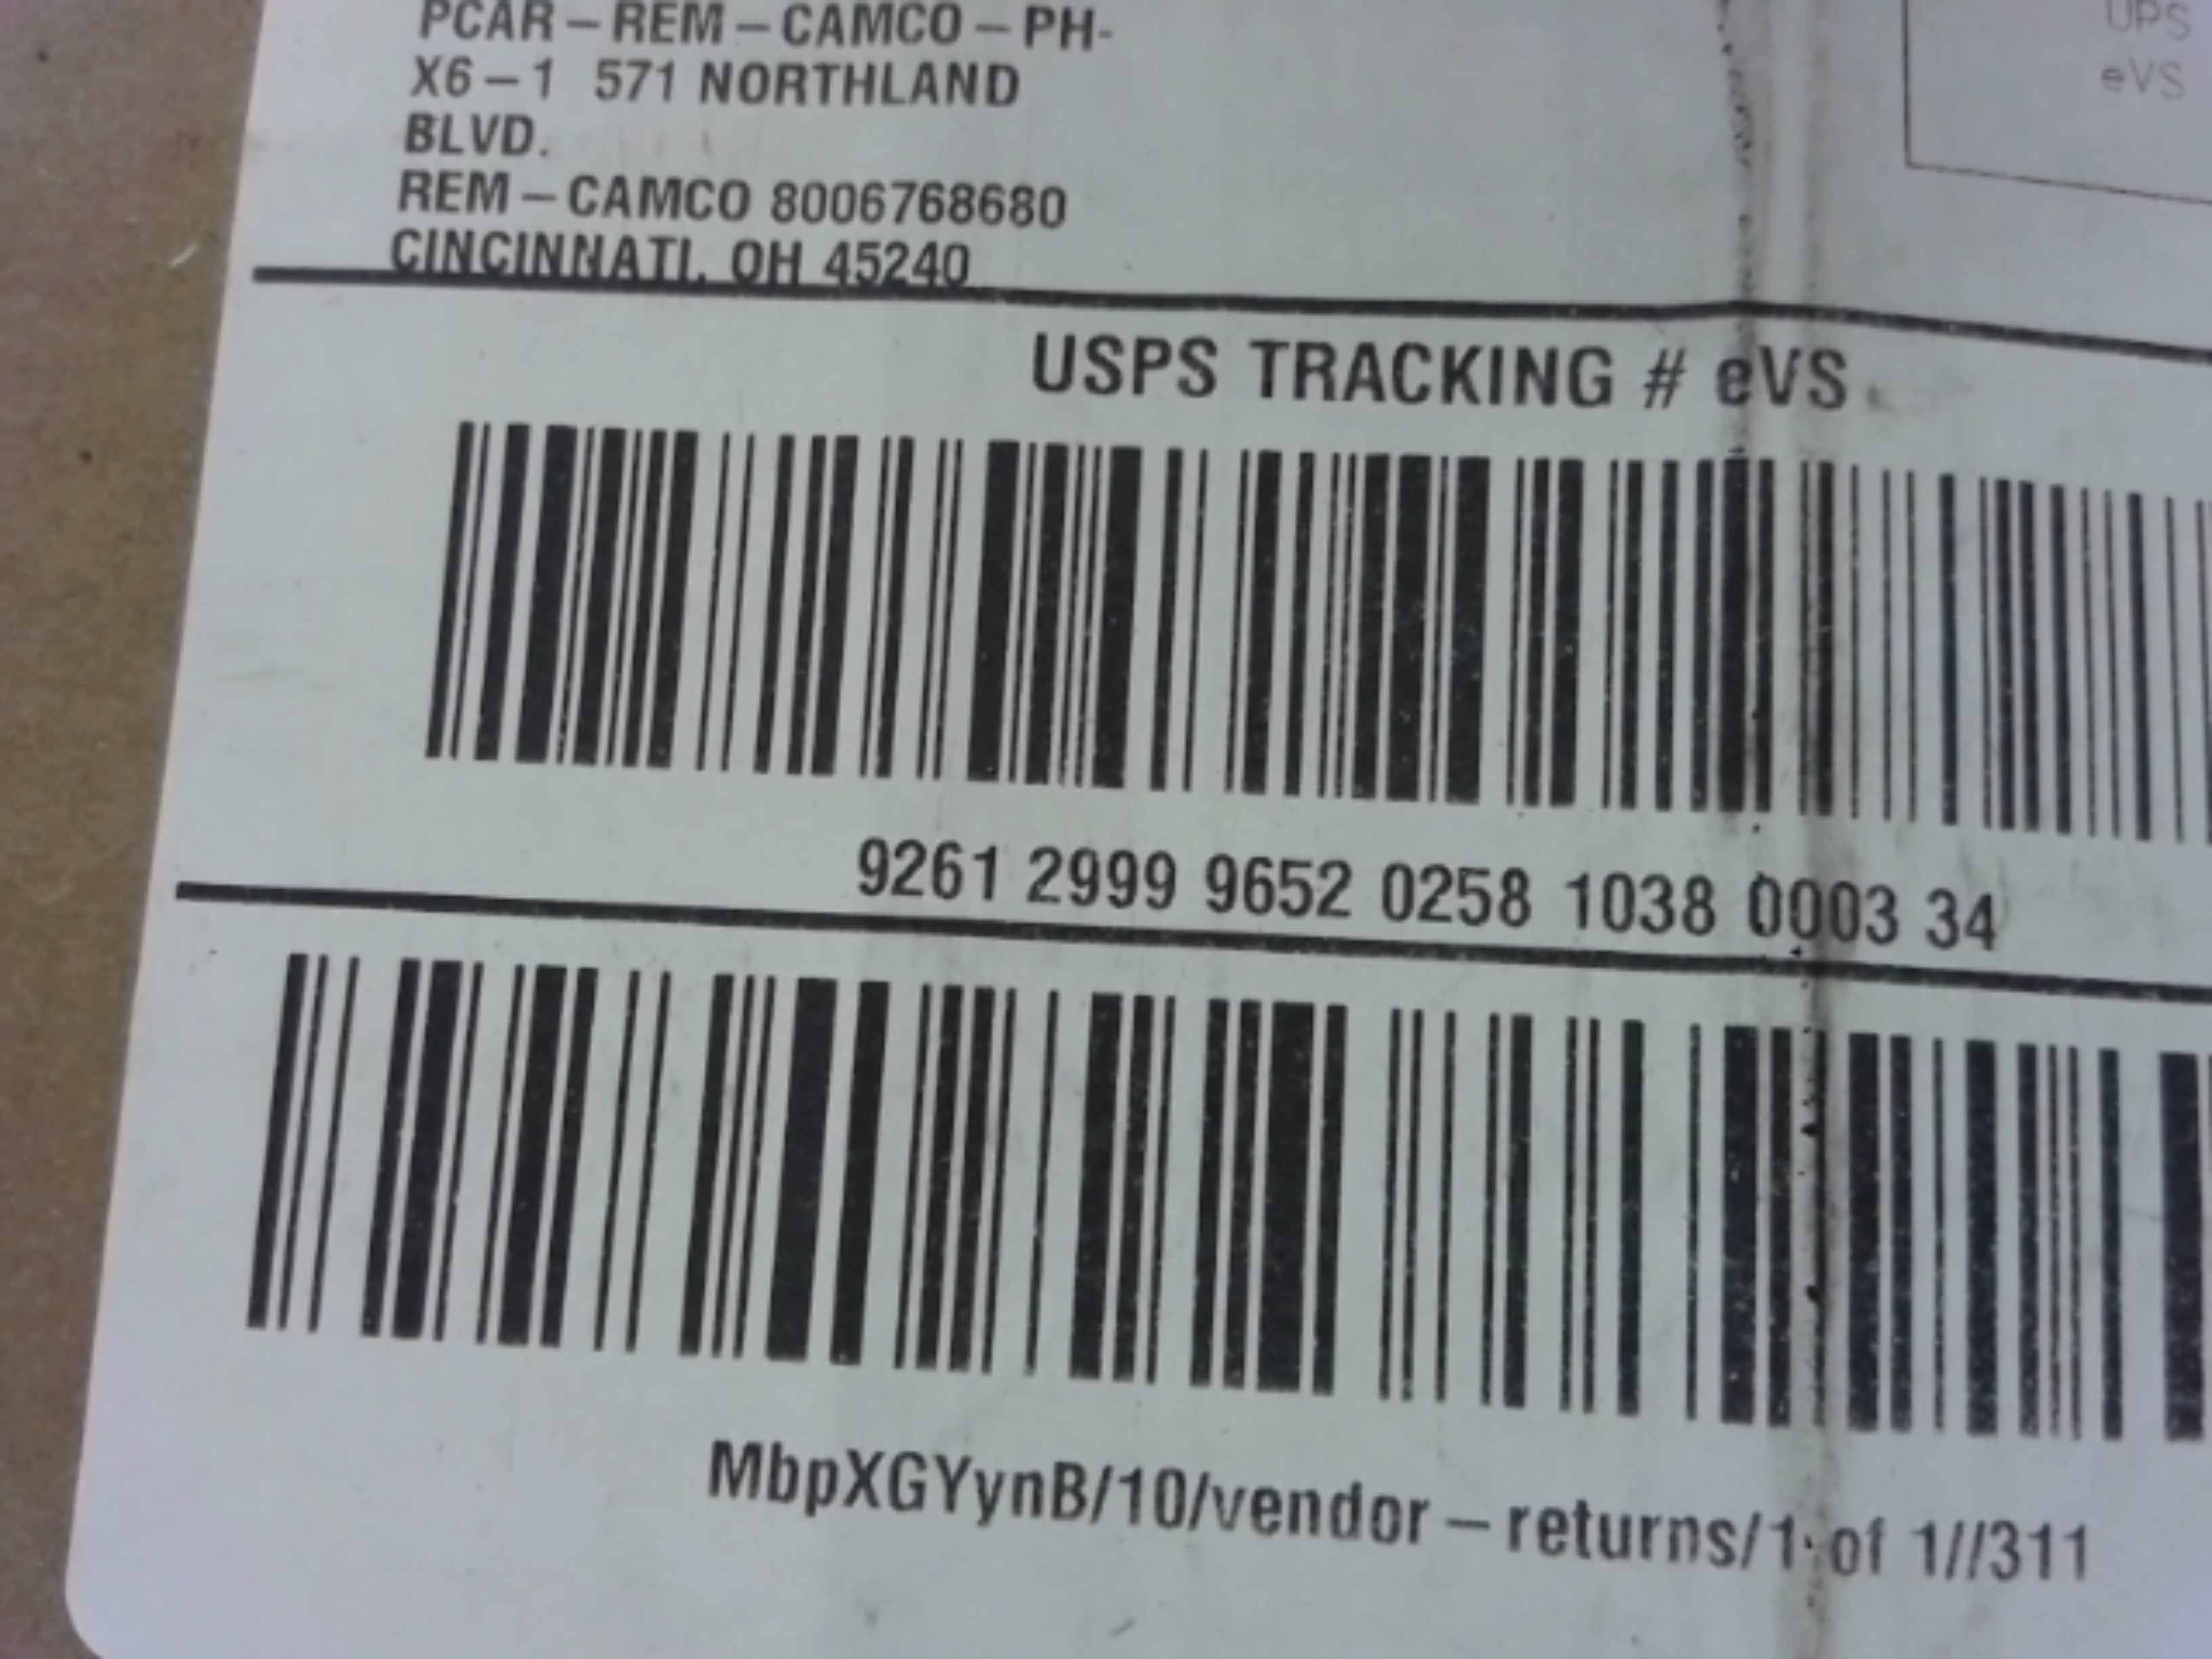 PCAR-REM-CAMCO-PH-
X6-1 571 NORTHLAND
BLVD.
REM-CAMCO 8006768680
CINCINNATI, OH 45240
UPS
eVS
USPS TRACKING # eVS
9261 2999 9652 0258 1038 0003 34
MbpXGYynB/10/vendor-returns/1 of 1//311